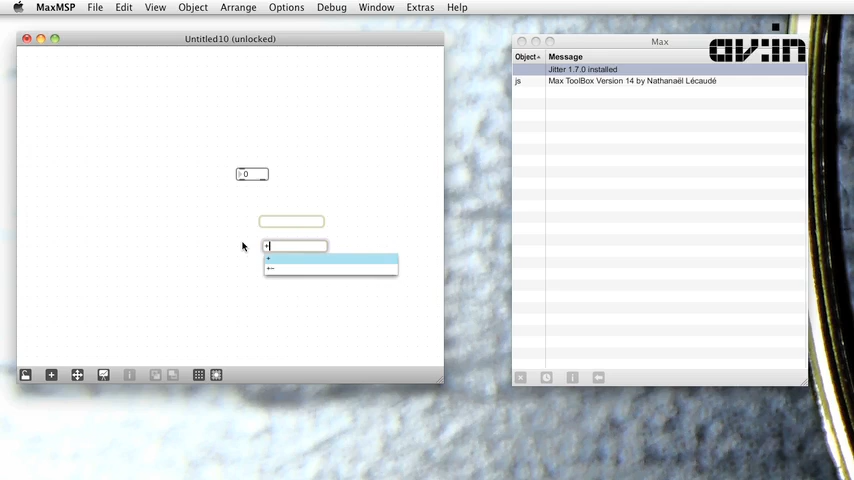 MaxMSP File Edit View Object Arrange Options Debug Window Extras Help
Untitled10 (unlocked)
0
+
+
+=
Max
av:in
Object Message
Jitter 1.7.0 installed
js Max ToolBox Version 14 by Nathanaël Lécaudé